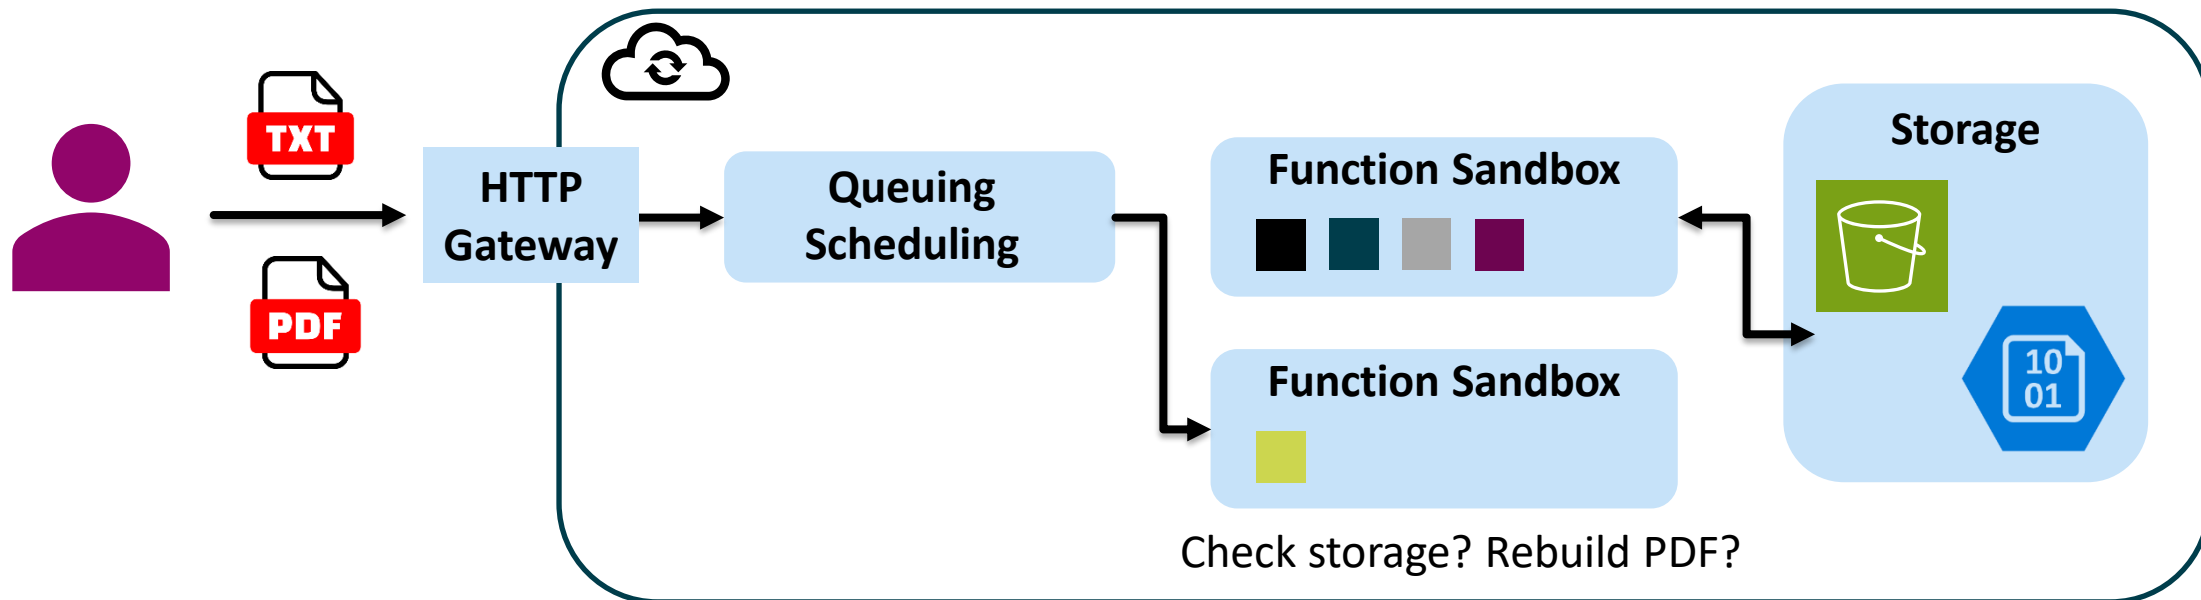 TXT
PDF
HTTP
Gateway
Queuing
Scheduling
Function Sandbox
Function Sandbox
Check storage? Rebuild PDF?
Storage
10
01